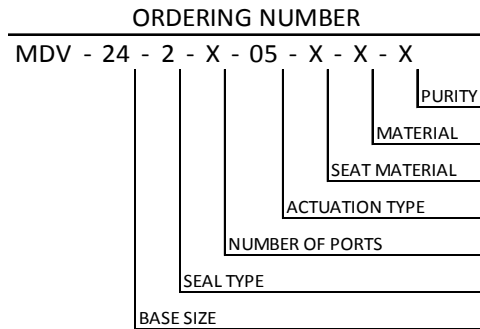 ORDERING NUMBER
MDV - 24 - 2 - X - 05 - X - X - X
PURITY
MATERIAL
SEAT MATERIAL
ACTUATION TYPE
NUMBER OF PORTS
SEAL TYPE
BASE SIZE